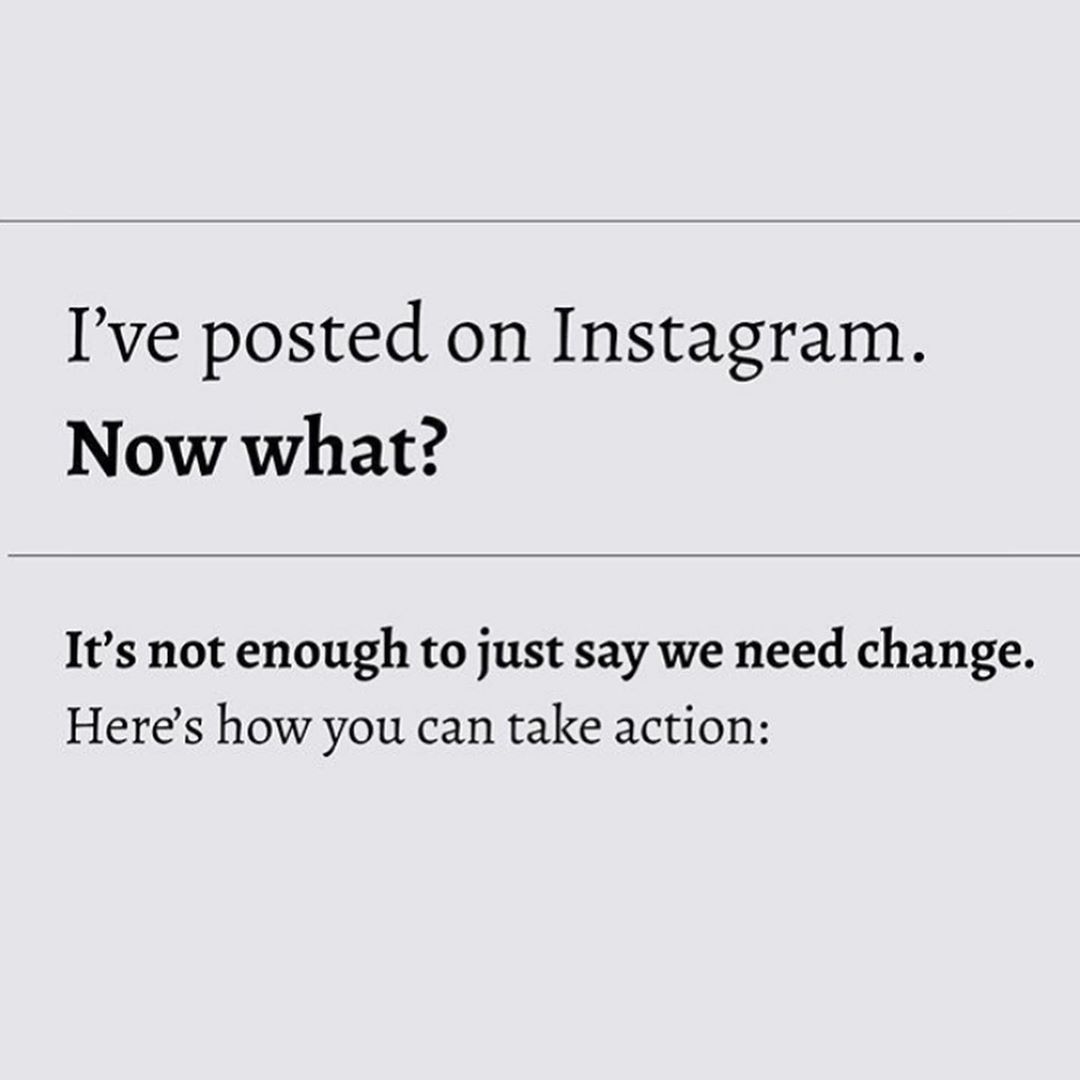 I’ve posted on Instagram.
Now what?
It’s not enough to just say we need change.
Here’s how you can take action: